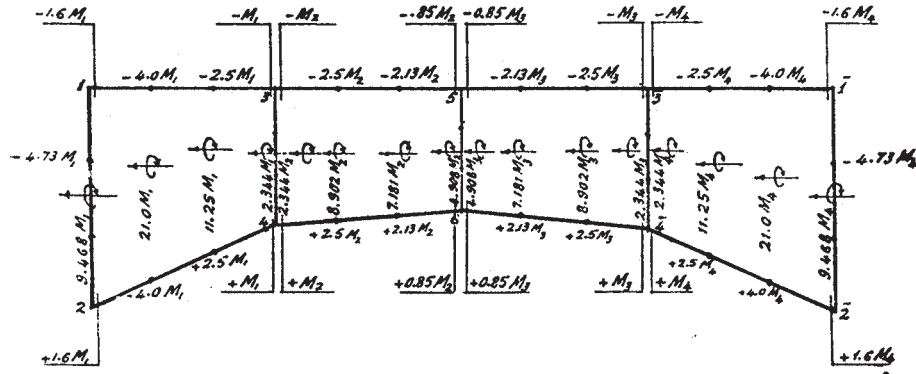 -1.6 M₁ -M₁ -M₂ -.85M₂ -0.85 M₃ -M₃ -M₄ -1.6 M₄
1 -4.0 M₁ -2.5 M₁ 3 -2.5 M₂ -2.13 M₂ 5 -2.13 M₃ -2.5 M₃ 3̄ -2.5 M₄ -4.0 M₄ 1̄
-4.73 M₁ -4.73 M₄
9.468 M₁ 21.0 M₁ 11.25 M₁ 2.344 M₁ 2.344 M₂ 8.902 M₂ 7.181 M₂ 7.181 M₃ 8.902 M₃ 2.344 M₃ 2.344 M₄ 11.25 M₄ 21.0 M₄ 9.468 M₄
2 -4.0 M₁ +2.5 M₁ 4 +2.5 M₂ +2.13 M₂ 6 +2.13 M₃ +2.5 M₃ 4̄ +2.5 M₄ +4.0 M₄ 2̄
+M₁ +M₂ +0.85 M₂ +0.85 M₃ +M₃ +M₄
+1.6 M₁ +1.6 M₄